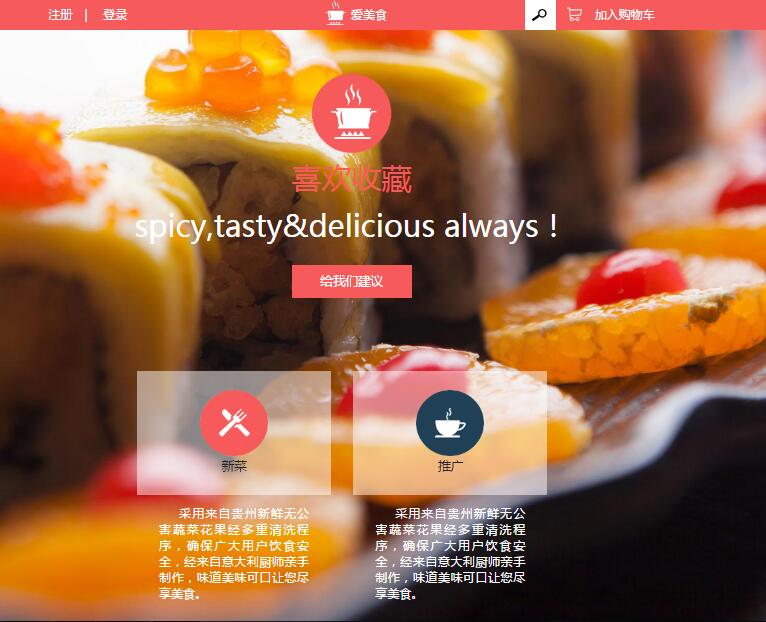 注册 | 登录
爱美食
加入购物车
喜欢收藏
spicy,tasty&delicious always !
给我们建议
新菜
推广
采用来自贵州新鲜无公
害蔬菜花果经多重清洗程
序，确保广大用户饮食安
全，经来自意大利厨师亲手
制作，味道美味可口让您尽
享美食。
采用来自贵州新鲜无公
害蔬菜花果经多重清洗程
序，确保广大用户饮食安
全，经来自意大利厨师亲手
制作，味道美味可口让您尽
享美食。